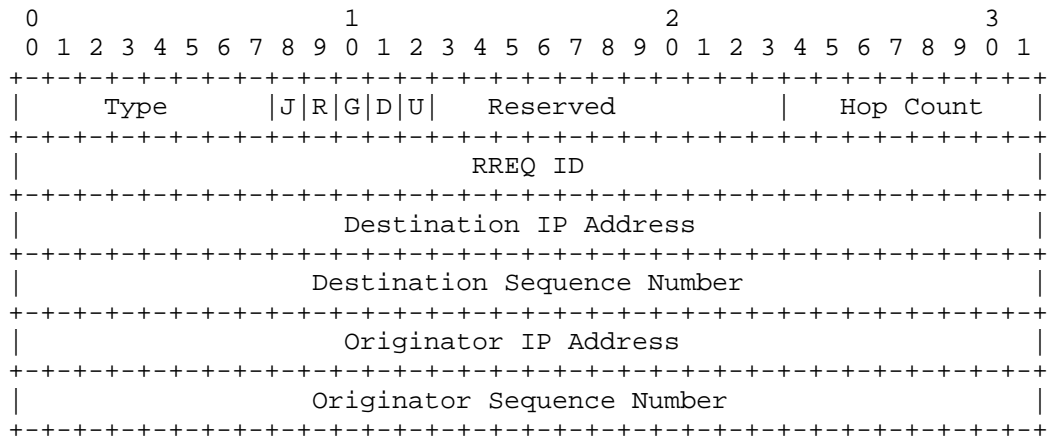 0                   1                   2                   3
 0 1 2 3 4 5 6 7 8 9 0 1 2 3 4 5 6 7 8 9 0 1 2 3 4 5 6 7 8 9 0 1
+-+-+-+-+-+-+-+-+-+-+-+-+-+-+-+-+-+-+-+-+-+-+-+-+-+-+-+-+-+-+-+-+
|     Type      |J|R|G|D|U|   Reserved          |   Hop Count   |
+-+-+-+-+-+-+-+-+-+-+-+-+-+-+-+-+-+-+-+-+-+-+-+-+-+-+-+-+-+-+-+-+
|                            RREQ ID                            |
+-+-+-+-+-+-+-+-+-+-+-+-+-+-+-+-+-+-+-+-+-+-+-+-+-+-+-+-+-+-+-+-+
|                    Destination IP Address                     |
+-+-+-+-+-+-+-+-+-+-+-+-+-+-+-+-+-+-+-+-+-+-+-+-+-+-+-+-+-+-+-+-+
|                  Destination Sequence Number                  |
+-+-+-+-+-+-+-+-+-+-+-+-+-+-+-+-+-+-+-+-+-+-+-+-+-+-+-+-+-+-+-+-+
|                    Originator IP Address                      |
+-+-+-+-+-+-+-+-+-+-+-+-+-+-+-+-+-+-+-+-+-+-+-+-+-+-+-+-+-+-+-+-+
|                  Originator Sequence Number                   |
+-+-+-+-+-+-+-+-+-+-+-+-+-+-+-+-+-+-+-+-+-+-+-+-+-+-+-+-+-+-+-+-+